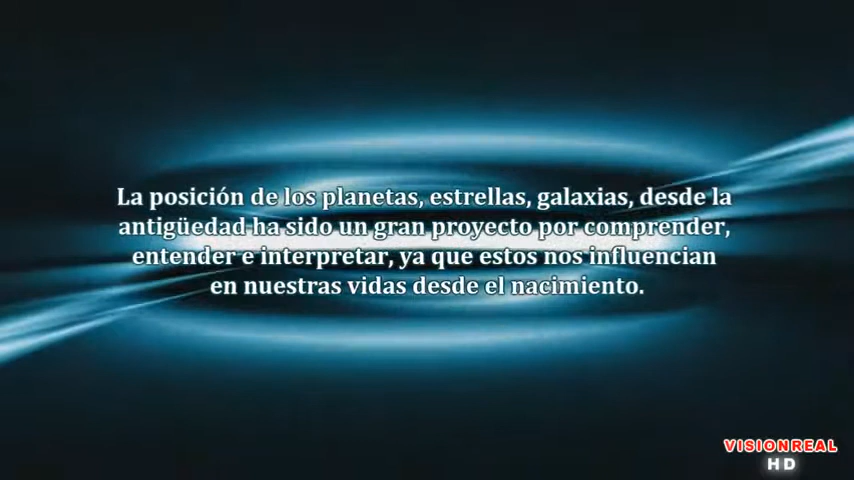 La posición de los planetas, estrellas, galaxias, desde la
antigüedad ha sido un gran proyecto por comprender,
entender e interpretar, ya que estos nos influencian
en nuestras vidas desde el nacimiento.
VISIONREAL
HD